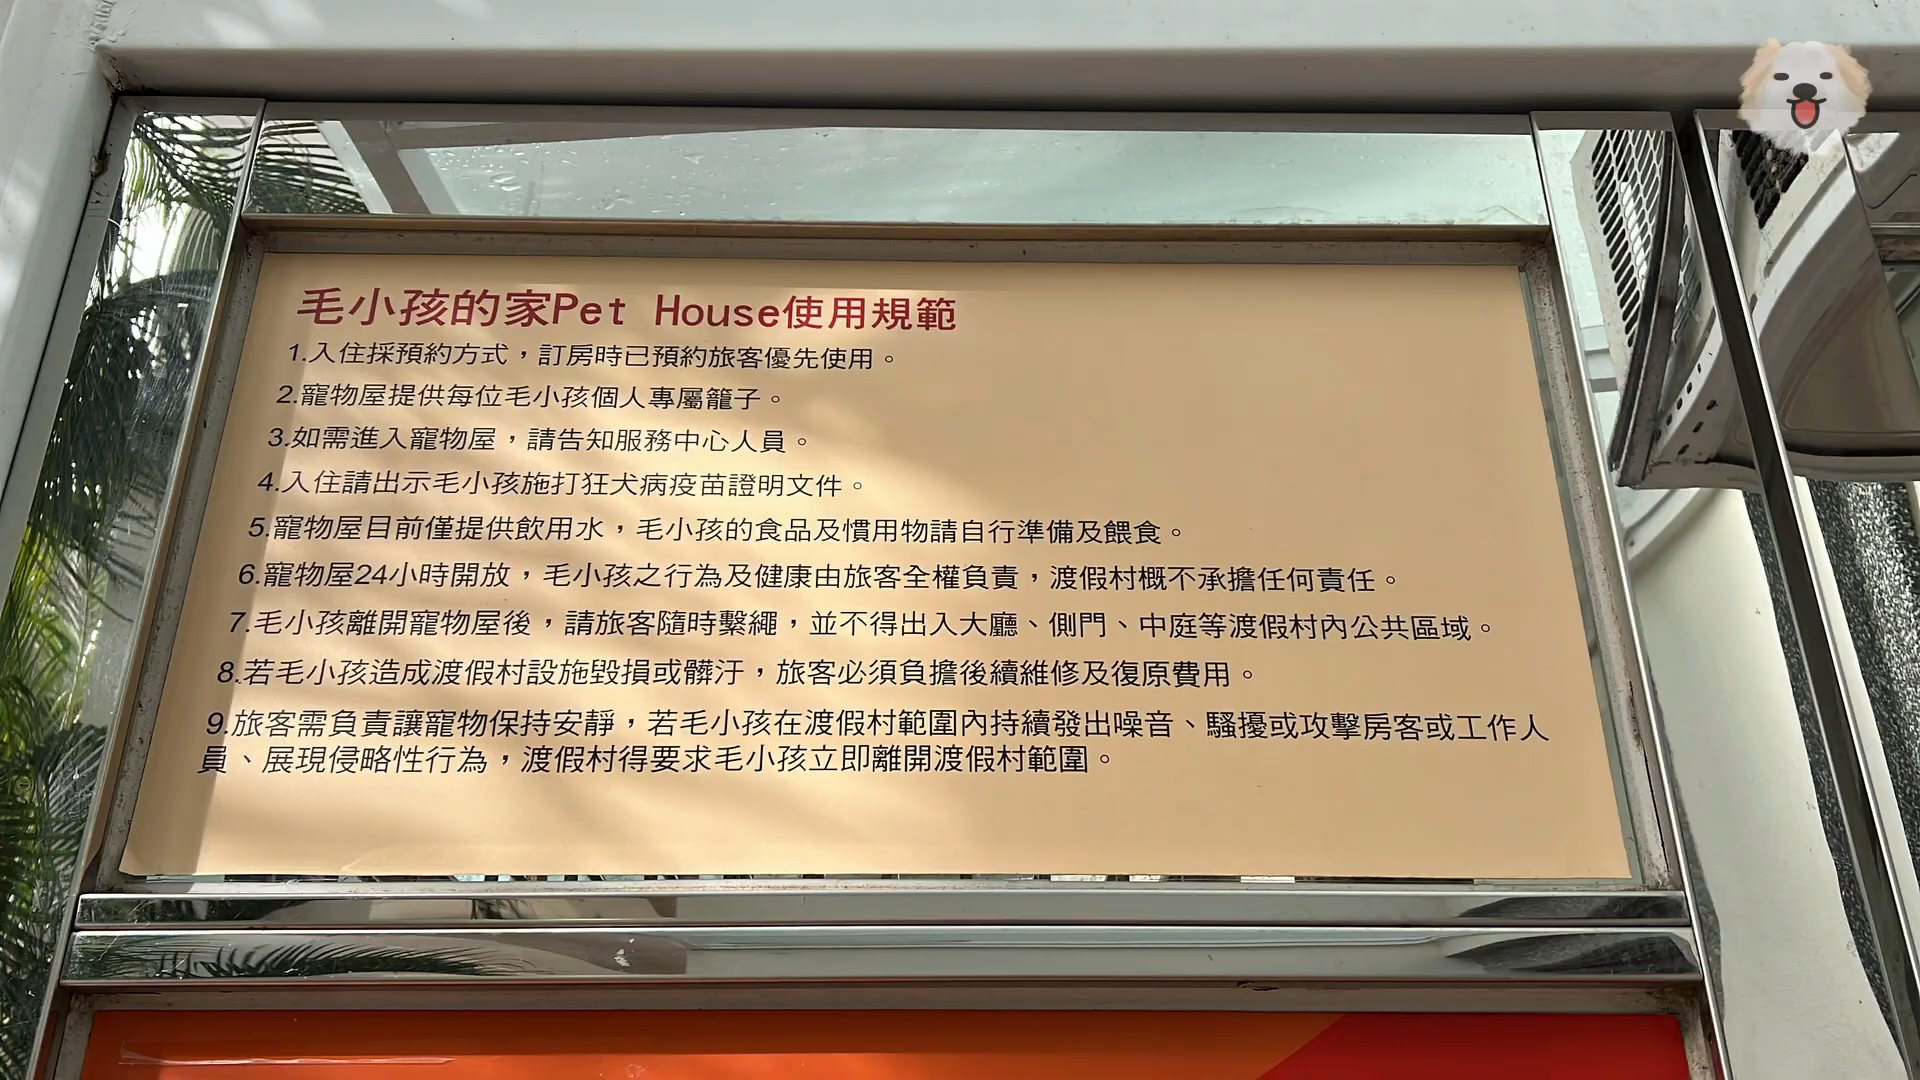 毛小孩的家Pet House使用規範
1.入住採預約方式，訂房時已預約旅客優先使用。
2.寵物屋提供每位毛小孩個人專屬籠子。
3.如需進入寵物屋，請告知服務中心人員。
4.入住請出示毛小孩施打狂犬病疫苗證明文件。
5.寵物屋目前僅提供飲用水，毛小孩的食品及慣用物請自行準備及餵食。
6.寵物屋24小時開放，毛小孩之行為及健康由旅客全權負責，渡假村概不承擔任何責任。
7.毛小孩離開寵物屋後，請旅客隨時繫繩，並不得出入大廳、側門、中庭等渡假村內公共區域。
8.若毛小孩造成渡假村設施毀損或髒汙，旅客必須負擔後續維修及復原費用。
9.旅客需負責讓寵物保持安靜，若毛小孩在渡假村範圍內持續發出噪音、騷擾或攻擊房客或工作人
員、展現侵略性行為，渡假村得要求毛小孩立即離開渡假村範圍。